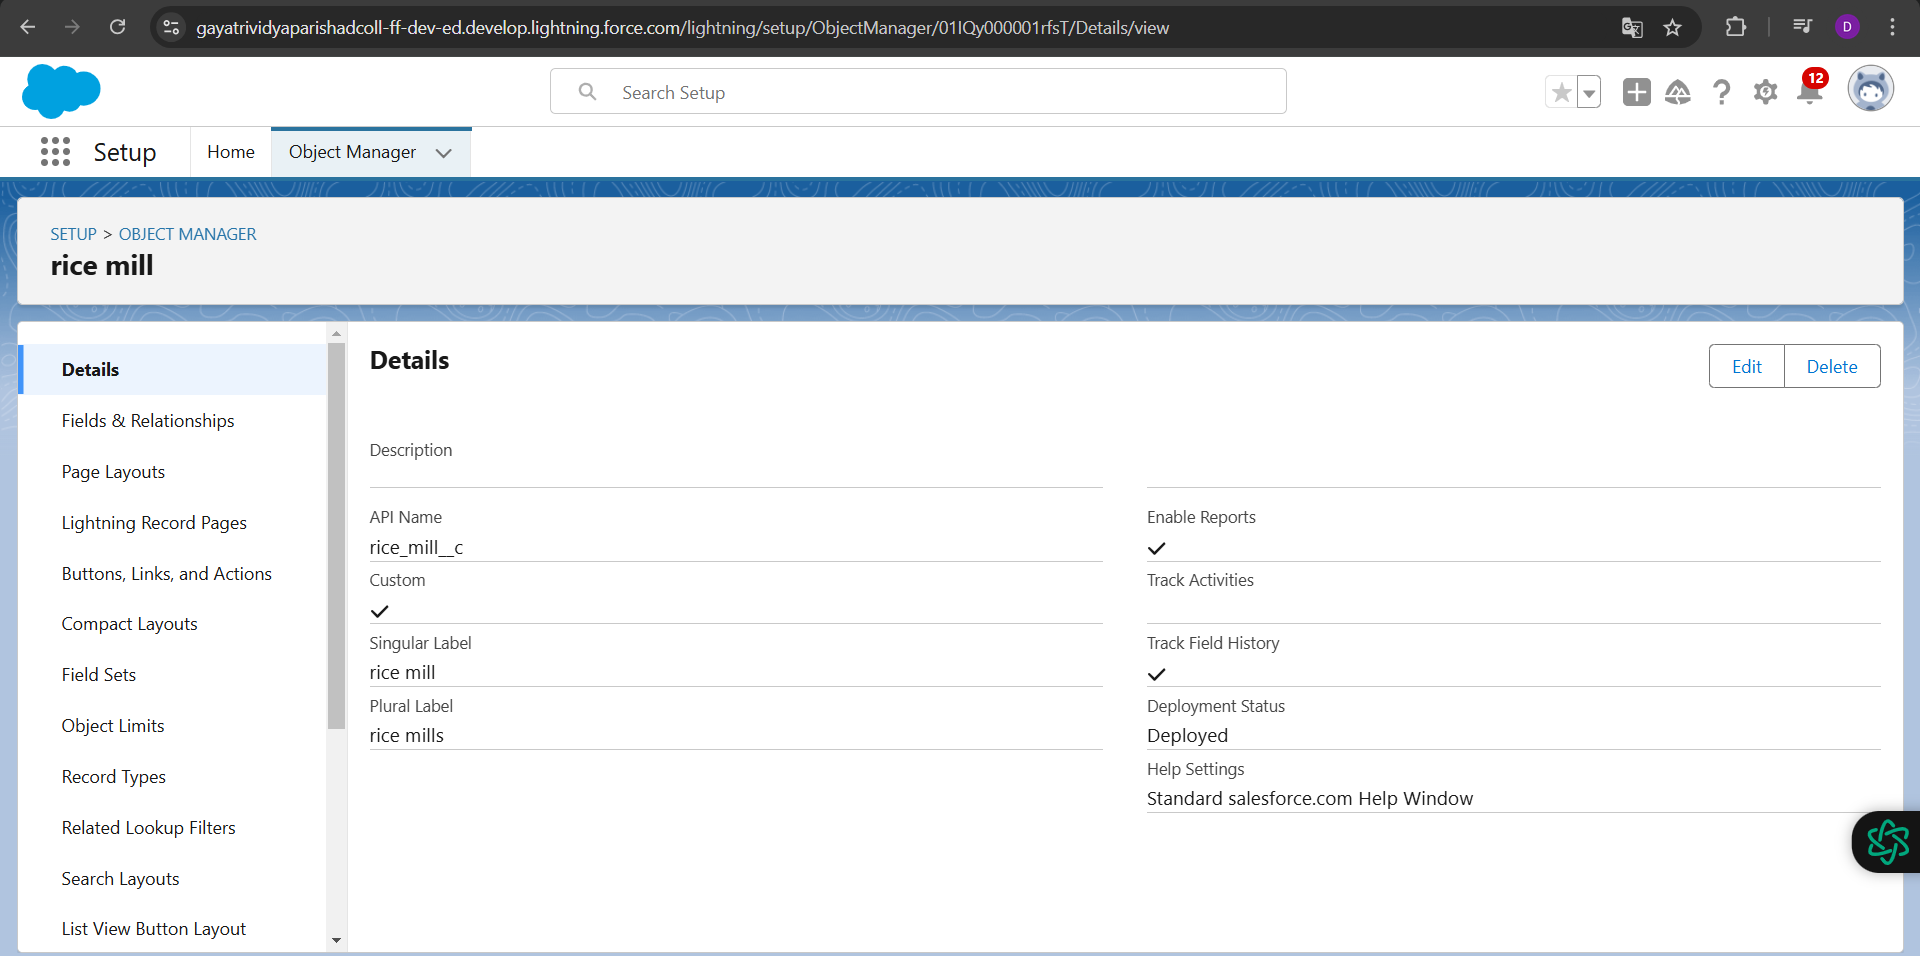 gayatrividyaparishadcoll-ff-dev-ed.develop.lightning.force.com/lightning/setup/ObjectManager/01IQy000001rfsT/Details/view
D
Search Setup
12
Setup
Home
Object Manager
SETUP > OBJECT MANAGER
rice mill
Details
Fields & Relationships
Page Layouts
Lightning Record Pages
Buttons, Links, and Actions
Compact Layouts
Field Sets
Object Limits
Record Types
Related Lookup Filters
Search Layouts
List View Button Layout
Details
Edit
Delete
Description
API Name
rice_mill__c
Custom
Singular Label
rice mill
Plural Label
rice mills
Enable Reports
Track Activities
Track Field History
Deployment Status
Deployed
Help Settings
Standard salesforce.com Help Window